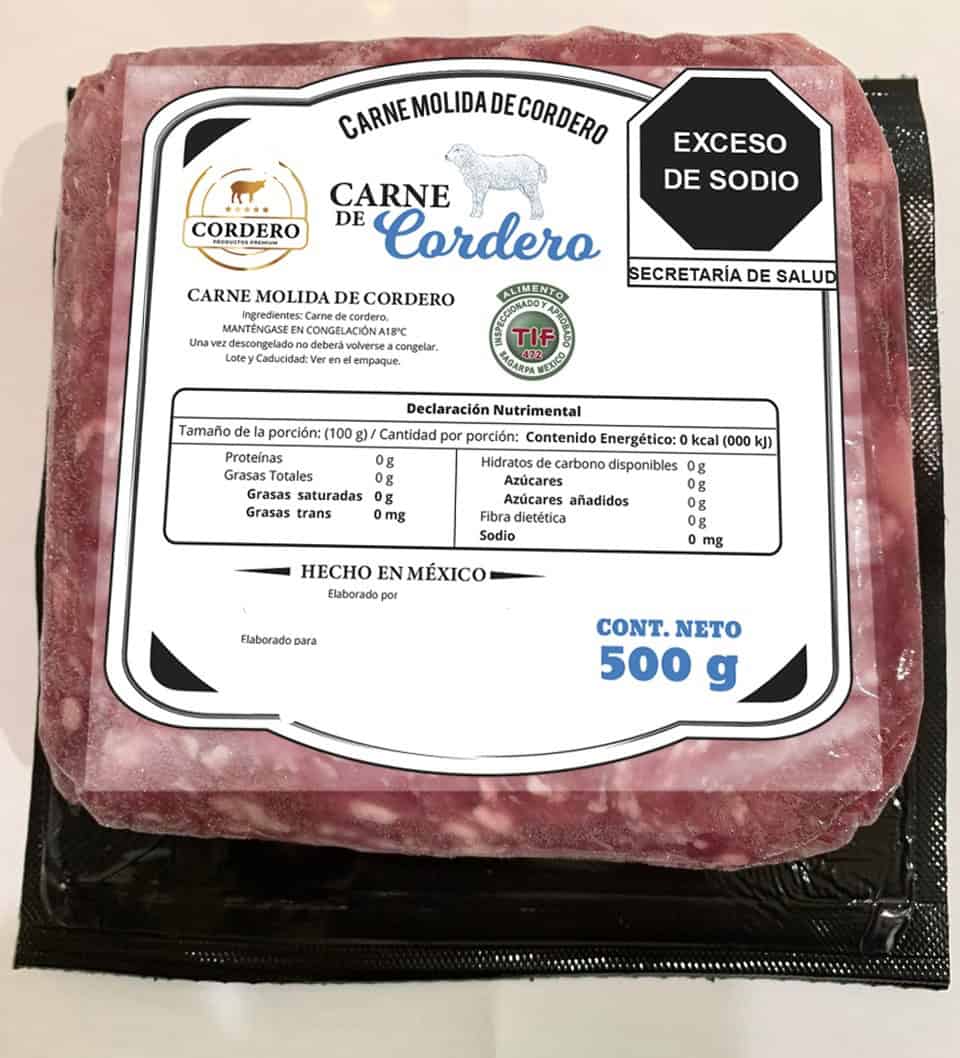 CARNE MOLIDA DE CORDERO
EXCESO
DE SODIO
SECRETARÍA DE SALUD
CORDERO
PRODUCTOS PREMIUM
CARNE
DE Cordero
CARNE MOLIDA DE CORDERO
Ingredientes: Carne de cordero.
MANTÉNGASE EN CONGELACIÓN A18°C
Una vez descongelado no deberá volverse a congelar.
Lote y Caducidad: Ver en el empaque.
ALIMENTO
INSPECCIONADO Y APROBADO
TIF
472
SAGARPA MÉXICO
Declaración Nutrimental
Tamaño de la porción: (100 g) / Cantidad por porción: Contenido Energético: 0 kcal (000 kJ)
Proteínas 0 g
Grasas Totales 0 g
Grasas saturadas 0 g
Grasas trans 0 mg
Hidratos de carbono disponibles 0 g
Azúcares 0 g
Azúcares añadidos 0 g
Fibra dietética 0 g
Sodio 0 mg
HECHO EN MÉXICO
Elaborado por
Elaborado para
CONT. NETO
500 g